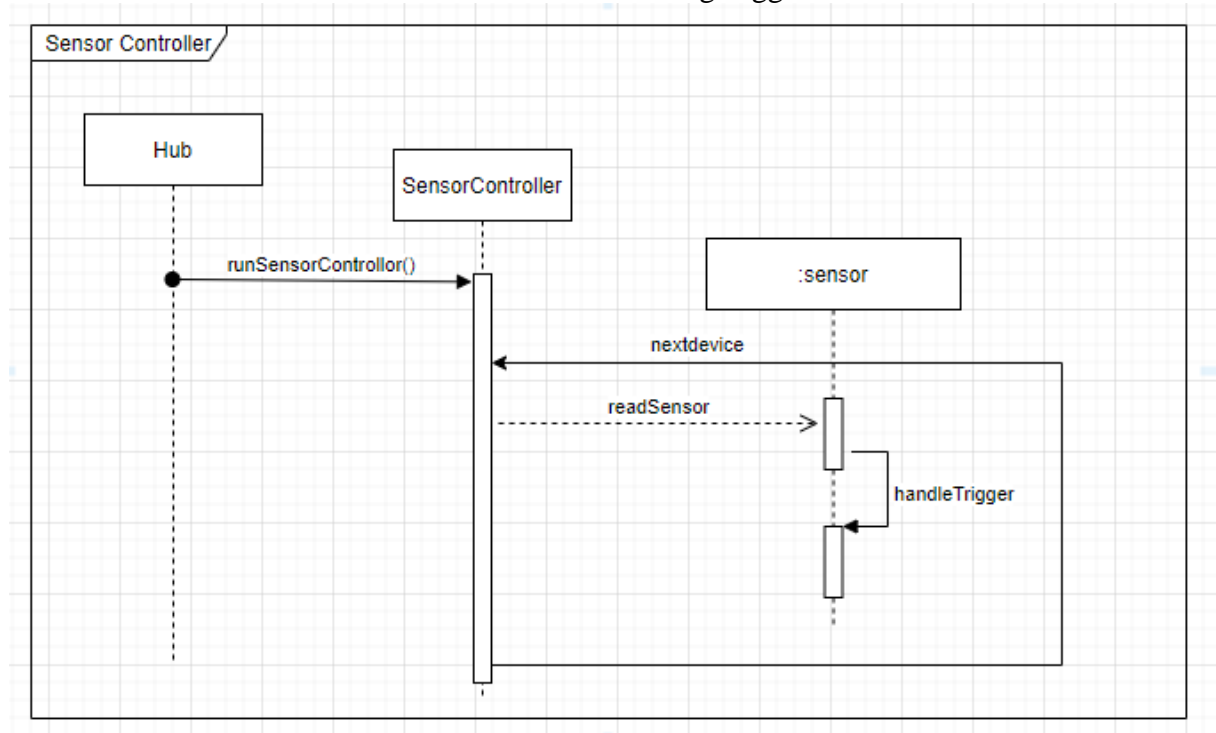 Sensor Controller
Hub
SensorController
runSensorControllor()
:sensor
nextdevice
readSensor
handleTrigger